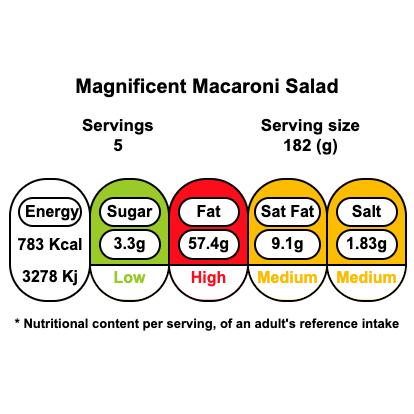 Magnificent Macaroni Salad
Servings
5
Serving size
182 (g)
Energy
783 Kcal
3278 Kj
Sugar
3.3g
Low
Fat
57.4g
High
Sat Fat
9.1g
Medium
Salt
1.83g
Medium
* Nutritional content per serving, of an adult's reference intake